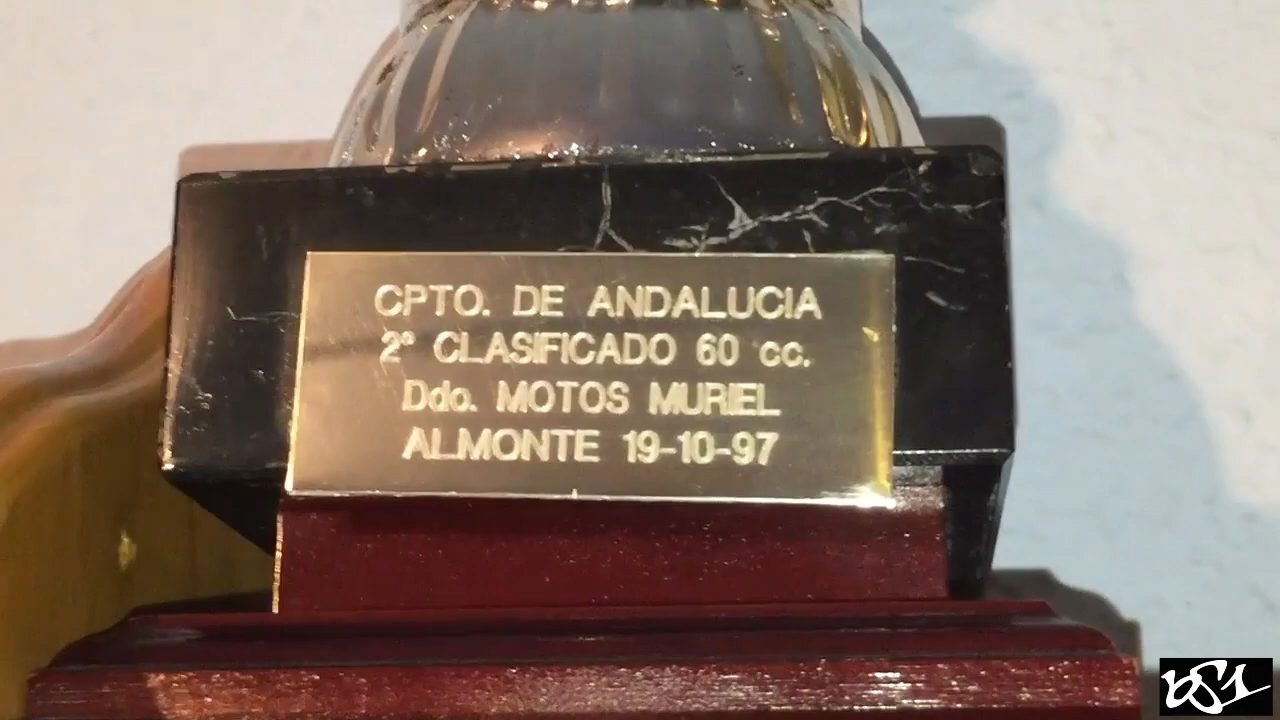 CPTO. DE ANDALUCIA
2º CLASIFICADO 60 cc.
Ddo. MOTOS MURIEL
ALMONTE 19-10-97